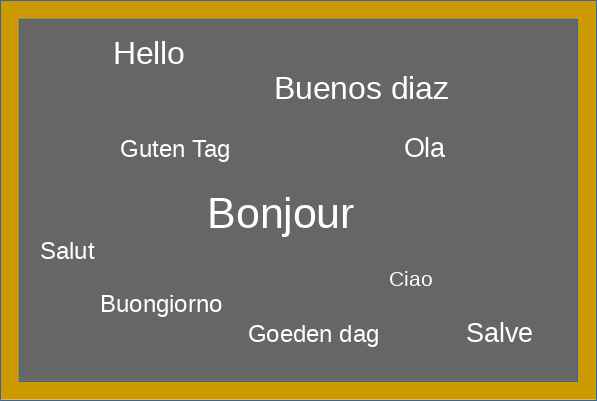 Hello
Buenos diaz
Guten Tag
Ola
Bonjour
Salut
Ciao
Buongiorno
Goeden dag
Salve